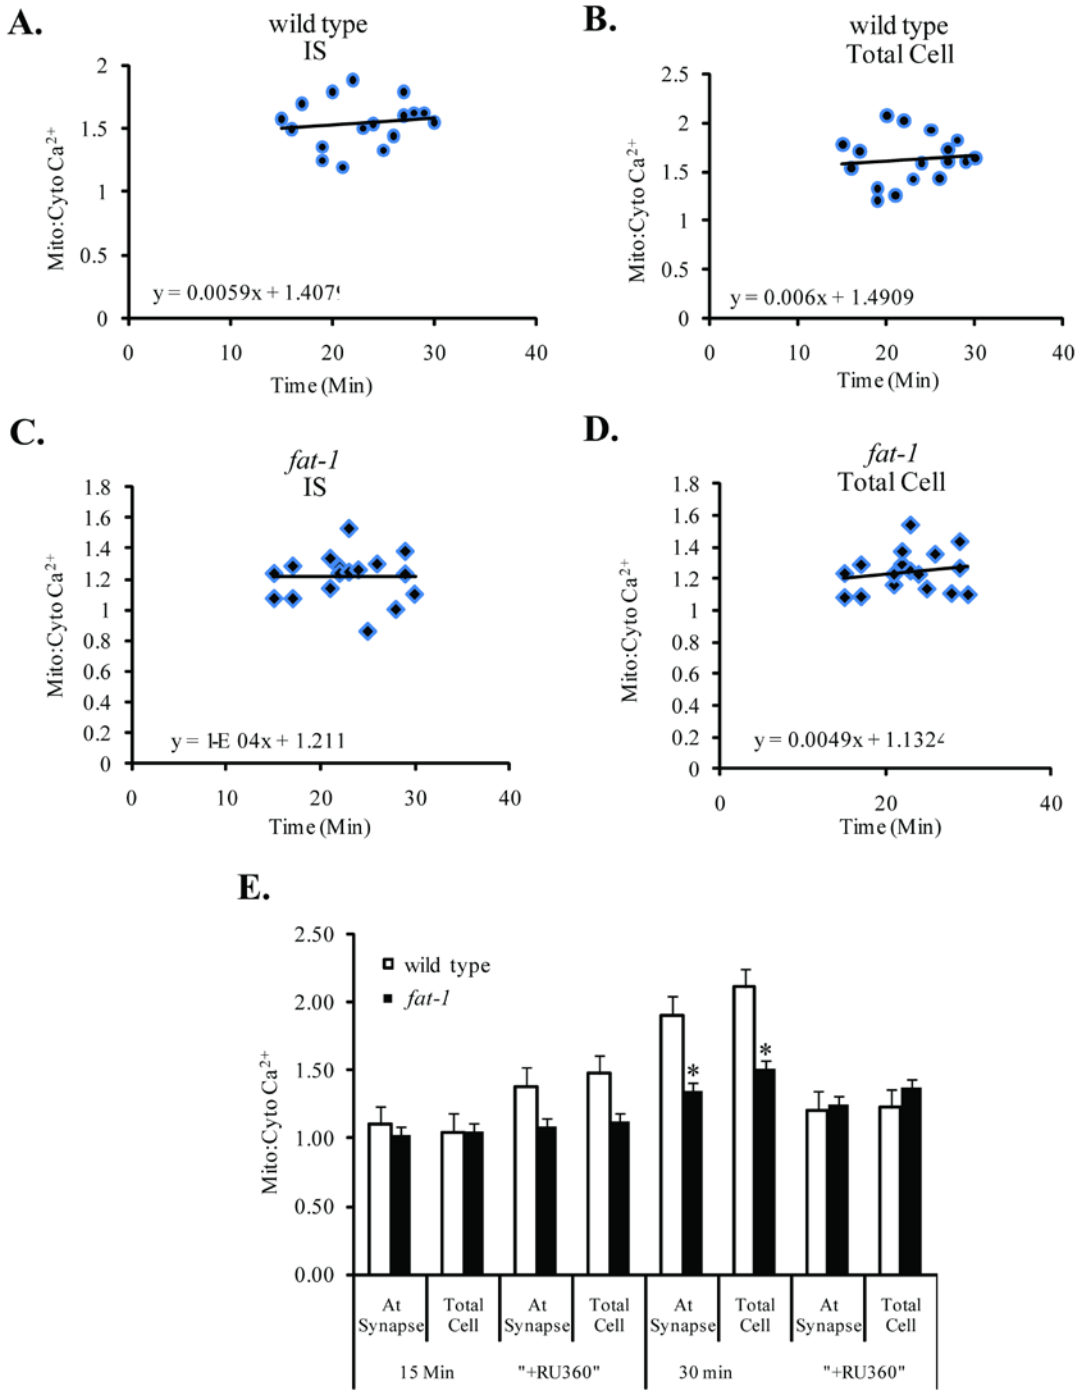 A.
wild type
IS
2
1.5
1
0.5
0
0 10 20 30 40
Mito:Cyto Ca2+
y = 0.0059x + 1.407
Time (Min)
B.
wild type
Total Cell
2.5
2
1.5
1
0.5
0
0 10 20 30 40
Mito:Cyto Ca2+
y = 0.006x + 1.4909
Time (Min)
C.
fat-1
IS
1.8
1.6
1.4
1.2
1
0.8
0.6
0.4
0.2
0
0 10 20 30 40
Mito:Cyto Ca2+
y = 1-E 04x + 1.211
Time (Min)
D.
fat-1
Total Cell
1.8
1.6
1.4
1.2
1
0.8
0.6
0.4
0.2
0
0 20 40
Mito:Cyto Ca2+
y = 0.0049x + 1.132
Time (Min)
E.
2.50
2.00
1.50
1.00
0.50
0.00
Mito:Cyto Ca2+
wild type
fat-1
*
*
At Total At Total At Total At Total
Synapse Cell Synapse Cell Synapse Cell Synapse Cell
15 Min "+RU360" 30 min "+RU360"